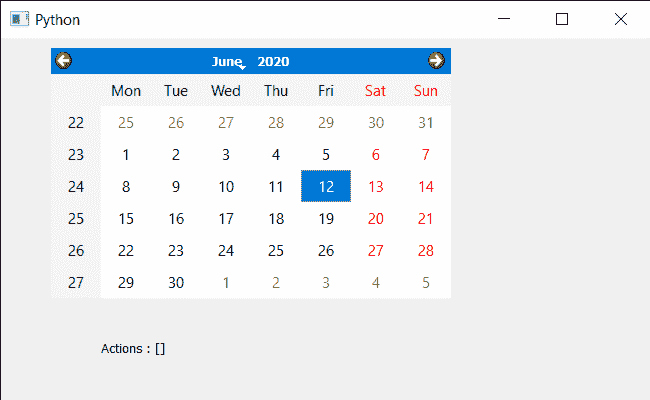 Python
June 2020
Mon Tue Wed Thu Fri Sat Sun
22 25 26 27 28 29 30 31
23 1 2 3 4 5 6 7
24 8 9 10 11 12 13 14
25 15 16 17 18 19 20 21
26 22 23 24 25 26 27 28
27 29 30 1 2 3 4 5
Actions : []